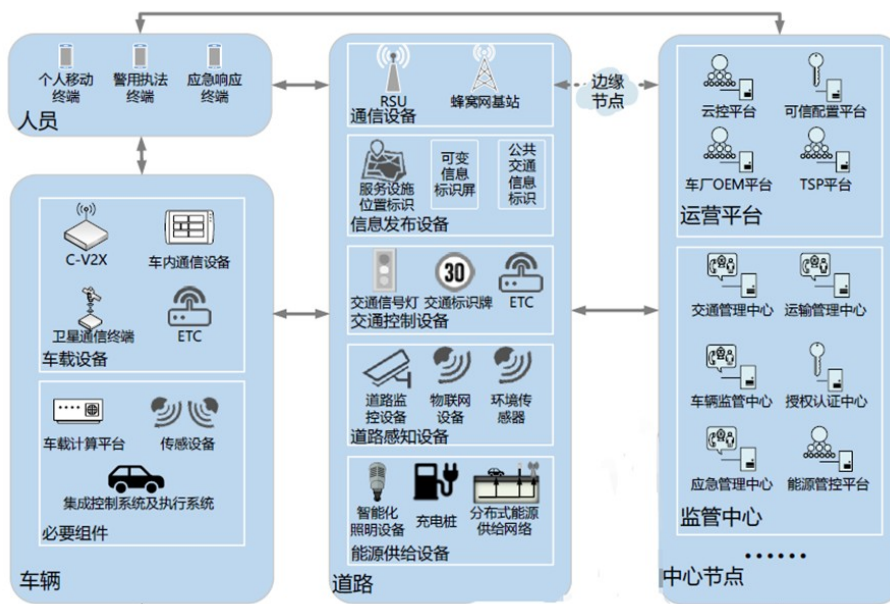 个人移动
终端
警用执法
终端
应急响应
终端
人员
C-V2X
车内通信设备
卫星通信终端
ETC
车载设备
车载计算平台
传感设备
集成控制系统及执行系统
必要组件
车辆
RSU
蜂窝网基站
通信设备
服务设施
位置标识
可变
信息
标识屏
公共
交通
信息
标识
信息发布设备
交通信号灯
30
交通标识牌
ETC
交通控制设备
道路监
控设备
物联网
设备
环境传
感器
道路感知设备
智能化
照明设备
充电桩
分布式能源
供给网络
能源供给设备
道路
边缘
节点
云控平台
可信配置平台
车厂OEM平台
TSP平台
运营平台
交通管理中心
运输管理中心
车辆监管中心
授权认证中心
应急管理中心
能源管控平台
监管中心
······
中心节点